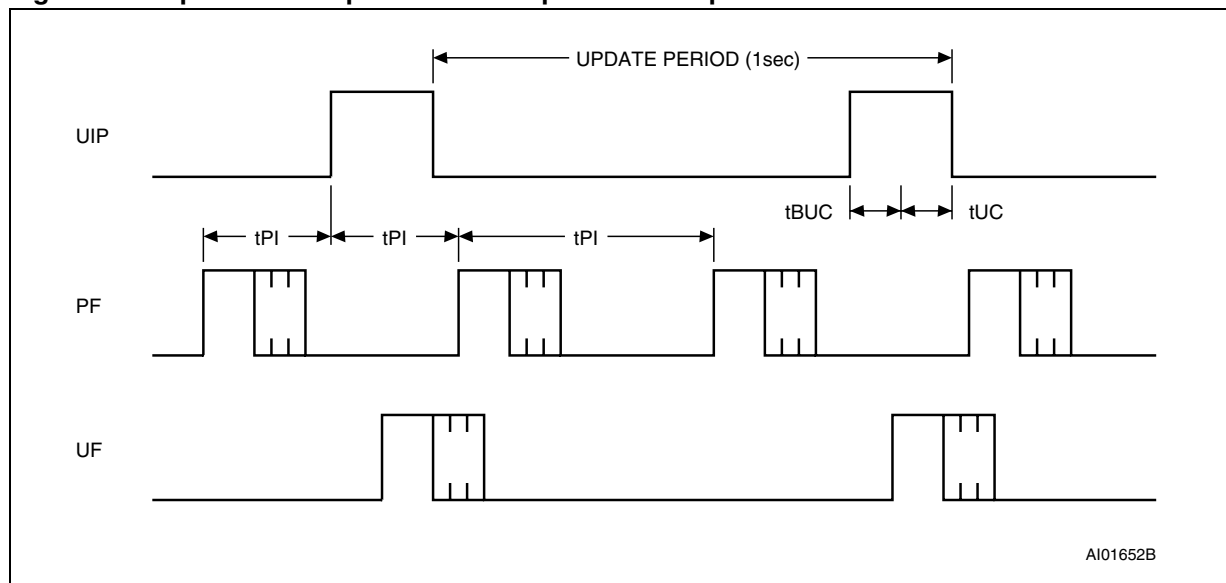 UPDATE PERIOD (1sec)
UIP
tBUC
tUC
tPI
tPI
tPI
PF
UF
AI01652B